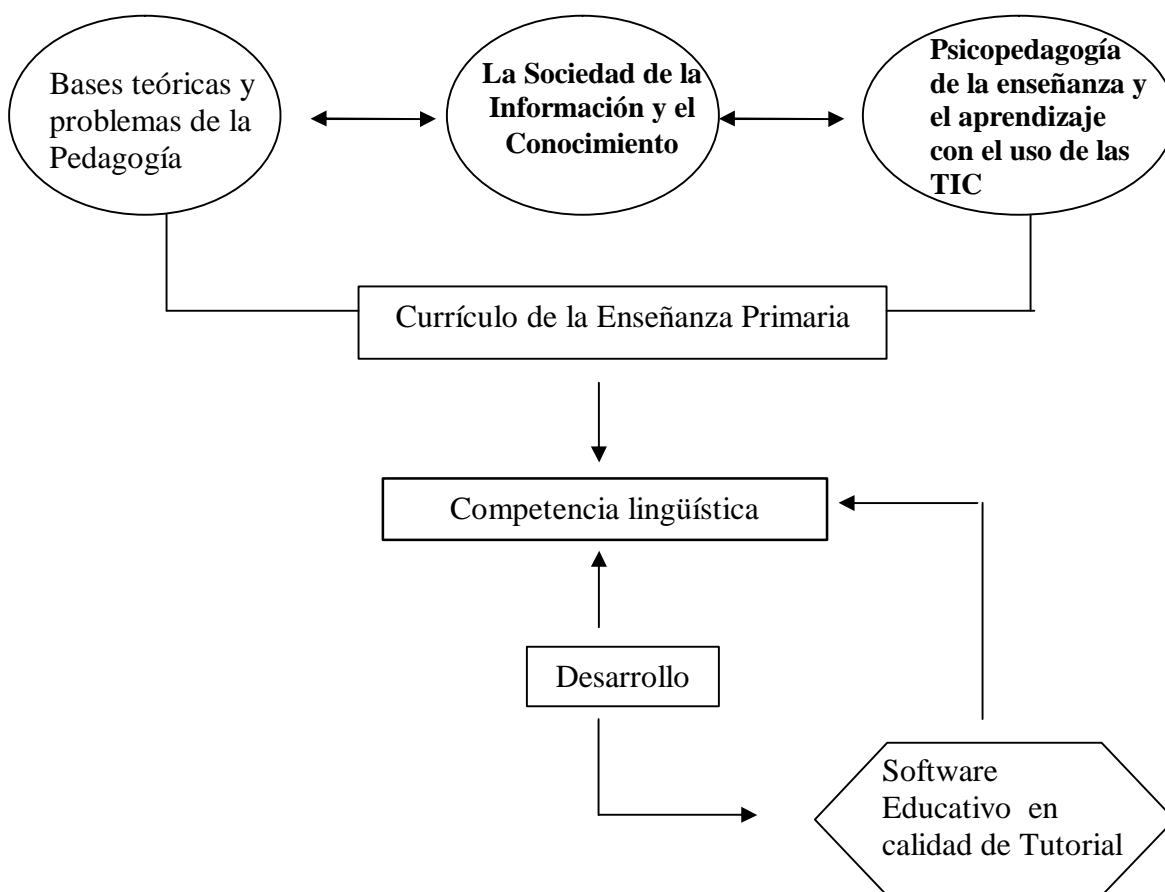 Bases teóricas y
problemas de la
Pedagogía
La Sociedad de la
Información y el
Conocimiento
Psicopedagogía
de la enseñanza y
el aprendizaje
con el uso de las
TIC
Currículo de la Enseñanza Primaria
Competencia lingüística
Desarrollo
Software
Educativo en
calidad de Tutorial